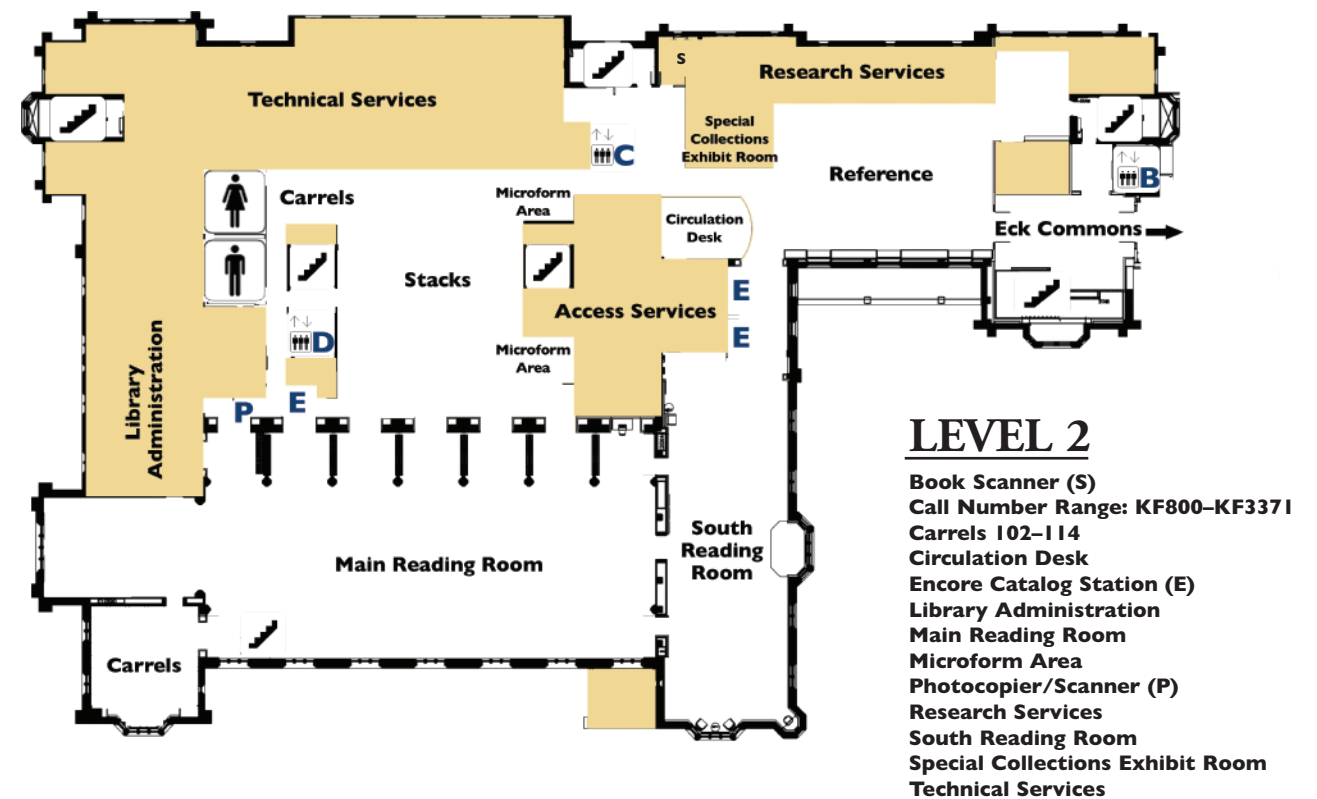 S
Research Services
Technical Services
Special
Collections
Exhibit Room
C
Reference
B
Carrels
Microform
Area
Circulation
Desk
Eck Commons
Stacks
E
Access Services
E
D
Microform
Area
Library
Administration
P
E
South
Reading
Room
Main Reading Room
Carrels
LEVEL 2
Book Scanner (S)
Call Number Range: KF800–KF3371
Carrels 102–114
Circulation Desk
Encore Catalog Station (E)
Library Administration
Main Reading Room
Microform Area
Photocopier/Scanner (P)
Research Services
South Reading Room
Special Collections Exhibit Room
Technical Services